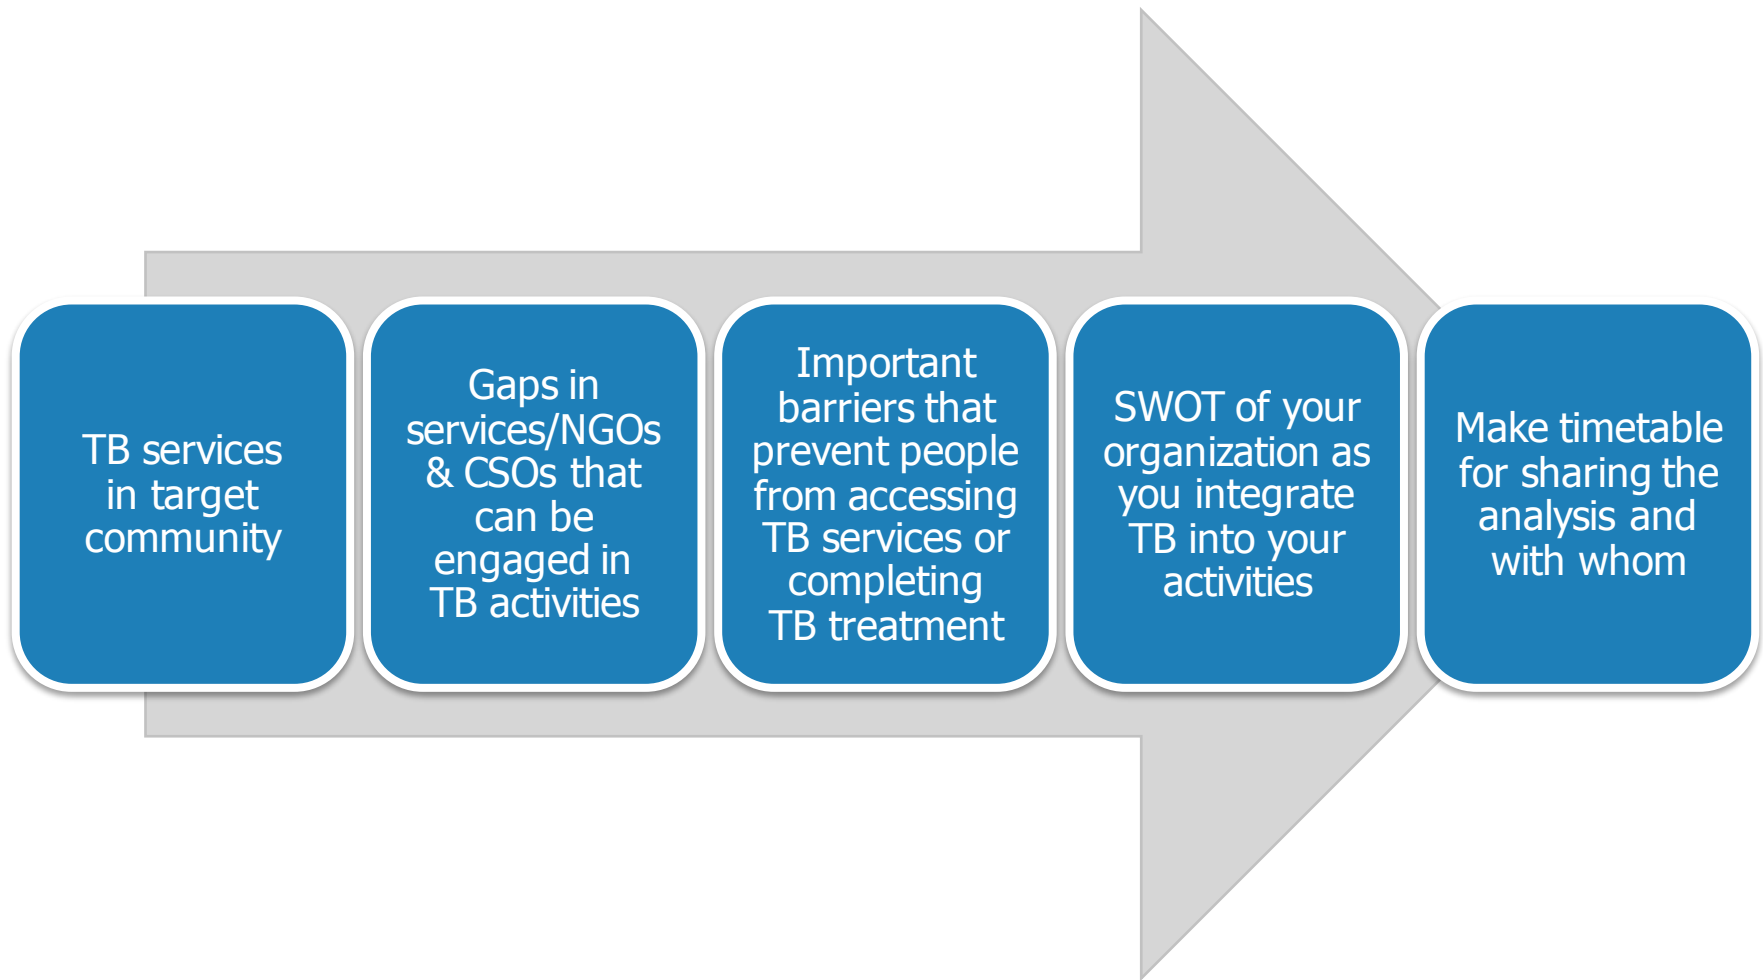 TB services
in target
community
Gaps in
services/NGOs
& CSOs that
can be
engaged in
TB activities
Important
barriers that
prevent people
from accessing
TB services or
completing
TB treatment
SWOT of your
organization as
you integrate
TB into your
activities
Make timetable
for sharing the
analysis and
with whom